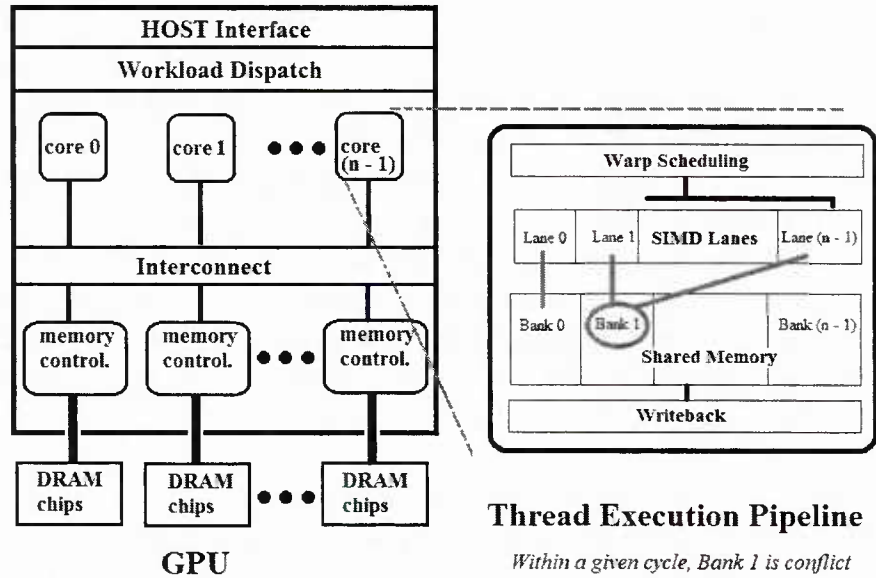 HOST Interface
Workload Dispatch
core 0
core 1
core
(n - 1)
Interconnect
memory
control.
memory
control.
memory
control.
DRAM
chips
DRAM
chips
DRAM
chips
GPU
Warp Scheduling
Lane 0
Lane 1
SIMD Lanes
Lane (n - 1)
Bank 0
Bank 1
Bank (n - 1)
Shared Memory
Writeback
Thread Execution Pipeline
Within a given cycle, Bank 1 is conflict